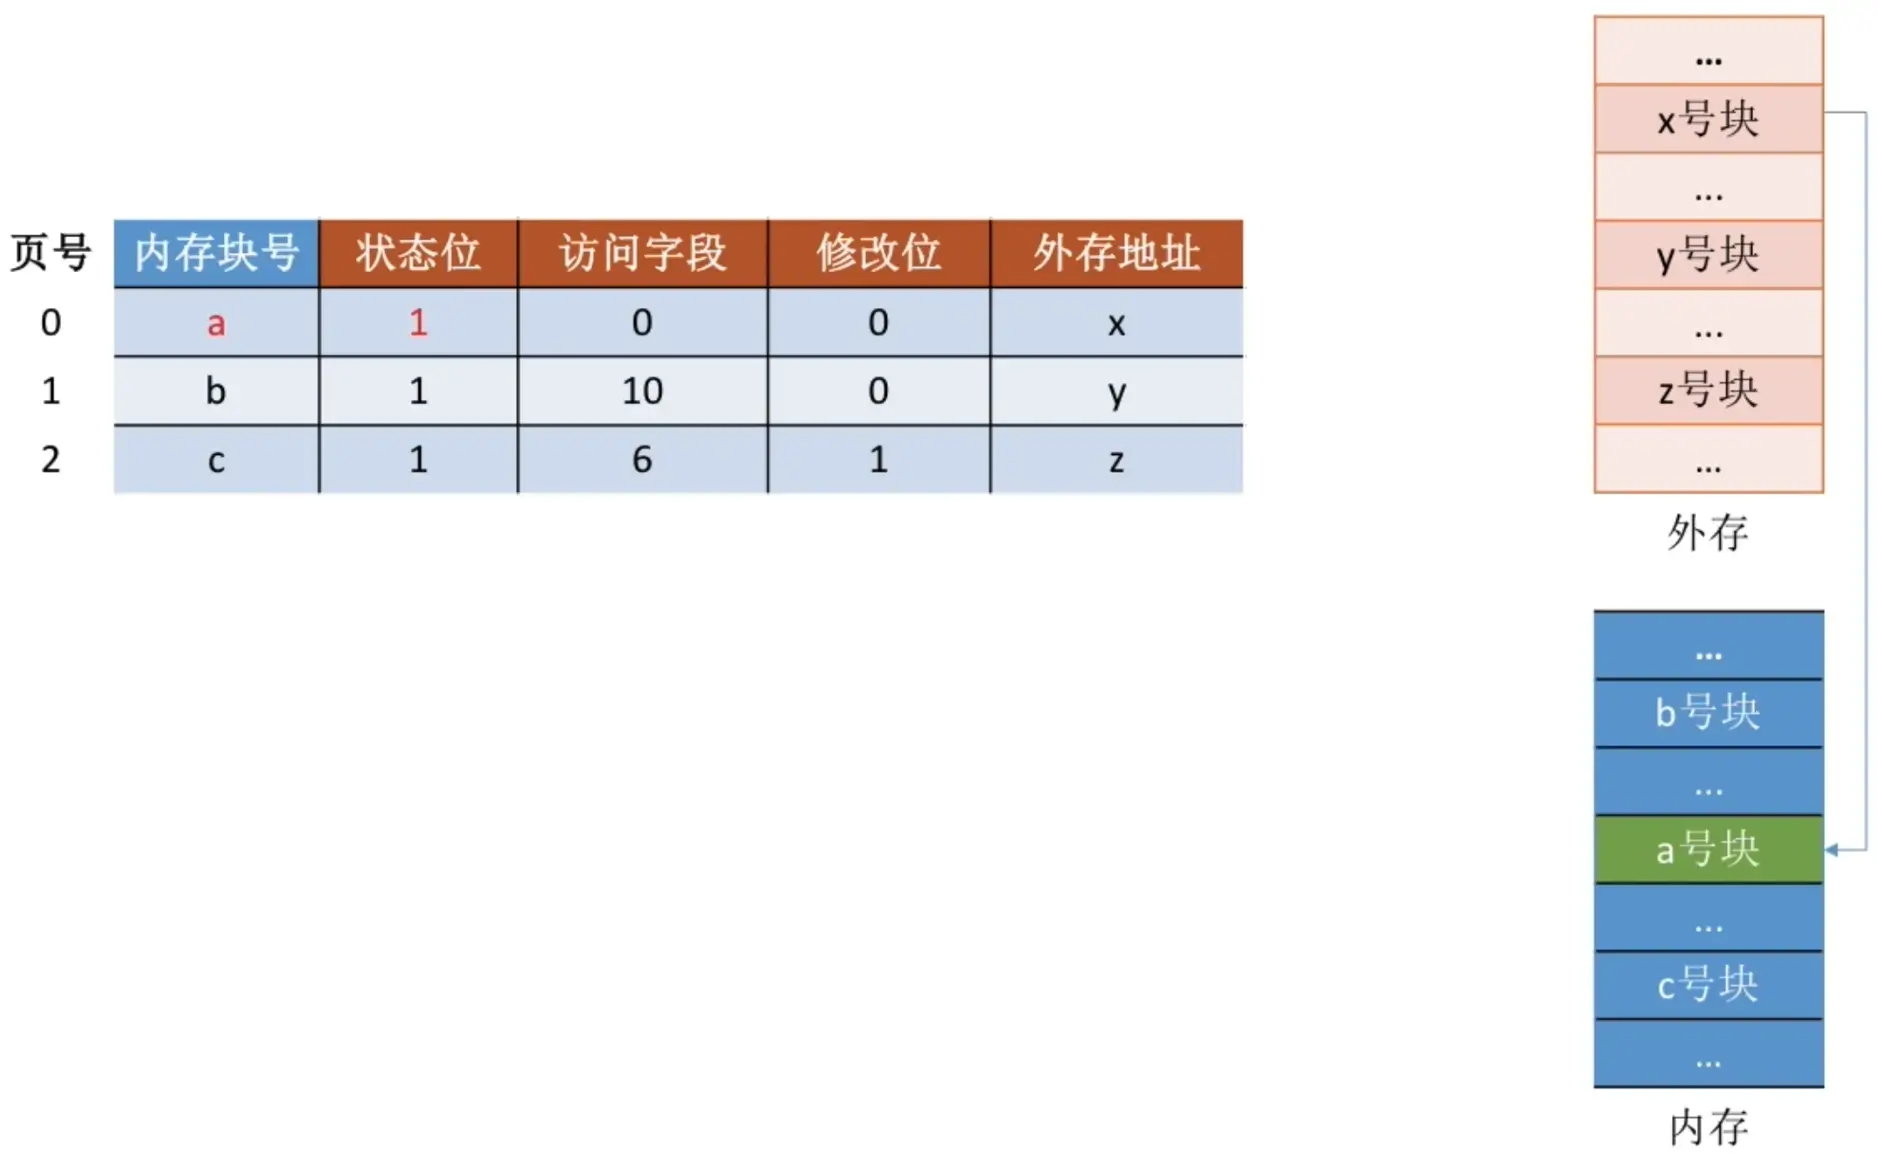 页号 内存块号 状态位 访问字段 修改位 外存地址
0 a 1 0 0 x
1 b 1 10 0 y
2 c 1 6 1 z
...
x号块
...
y号块
...
z号块
...
外存
...
b号块
...
a号块
...
c号块
...
内存